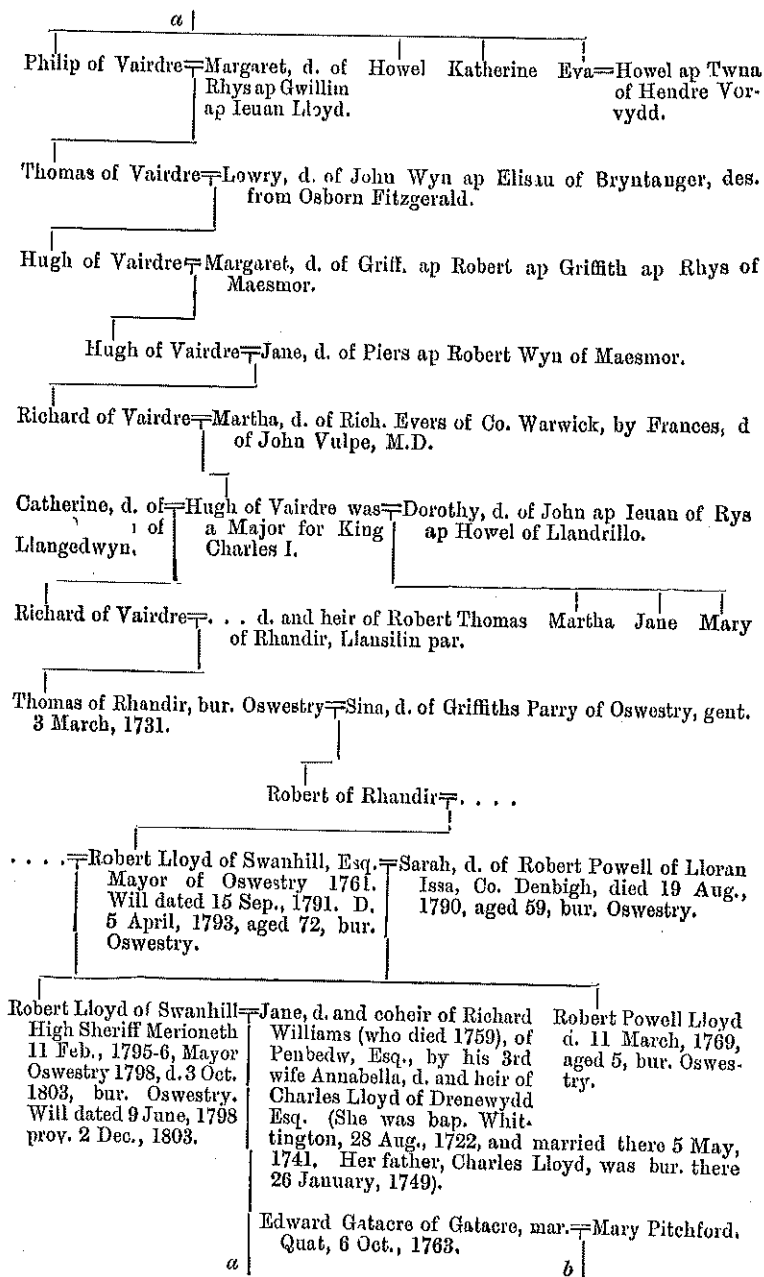 a
Philip of Vairdre=Margaret, d. of Howel Katherine Eva=Howel ap Twna
Rhys ap Gwillim of Hendre Vor-
ap Ieuan Lloyd. vydd.
Thomas of Vairdre=Lowry, d. of John Wyn ap Elisau of Bryntanger, des.
from Osborn Fitzgerald.
Hugh of Vairdre=Margaret, d. of Griff. ap Robert ap Griffith ap Rhys of
Maesmor.
Hugh of Vairdre=Jane, d. of Piers ap Robert Wyn of Maesmor.
Richard of Vairdre=Martha, d. of Rich. Evers of Co. Warwick, by Frances, d
of John Vulpe, M.D.
Catherine, d. of=Hugh of Vairdre was=Dorothy, d. of John ap Ieuan of Rys
of a Major for King ap Howel of Llandrillo.
Llangedwyn. Charles I.
Richard of Vairdre=. . . d. and heir of Robert Thomas Martha Jane Mary
of Rhandir, Llansilin par.
Thomas of Rhandir, bur. Oswestry=Sina, d. of Griffiths Parry of Oswestry, gent.
3 March, 1731.
Robert of Rhandir=. . . .
. . . .=Robert Lloyd of Swanhill, Esq.=Sarah, d. of Robert Powell of Lloran
Mayor of Oswestry 1761. Issa, Co. Denbigh, died 19 Aug.,
Will dated 15 Sep., 1791. D. 1790, aged 59, bur. Oswestry.
5 April, 1793, aged 72, bur.
Oswestry.
Robert Lloyd of Swanhill=Jane, d. and coheir of Richard Robert Powell Lloyd
High Sheriff Merioneth Williams (who died 1759), of d. 11 March, 1769,
11 Feb., 1795-6, Mayor Penbedw, Esq., by his 3rd aged 5, bur. Oswes-
Oswestry 1798, d. 3 Oct. wife Annabella, d. and heir of try.
1803, bur. Oswestry. Charles Lloyd of Drenewydd
Will dated 9 June, 1798 Esq. (She was bap. Whit-
prov. 2 Dec., 1803. tington, 28 Aug., 1722, and married there 5 May,
1741. Her father, Charles Lloyd, was bur. there
26 January, 1749).
Edward Gatacre of Gatacre, mar.=Mary Pitchford.
Quat, 6 Oct., 1763.
a b